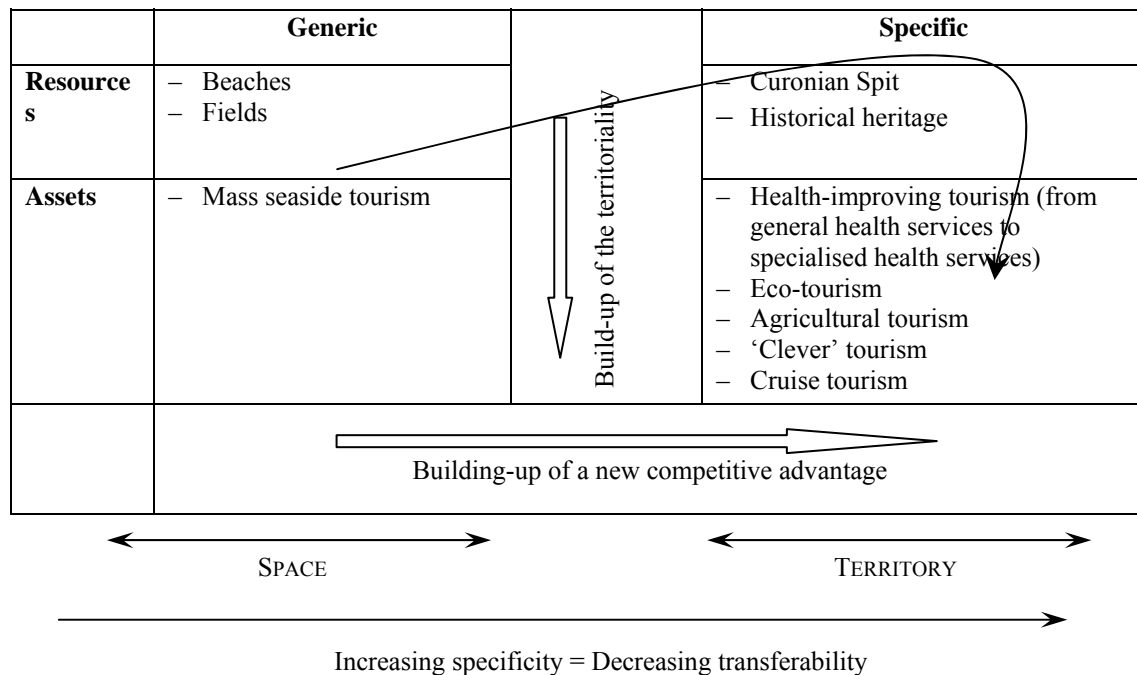 Generic
Specific
Resource
s
– Beaches
– Fields
Build-up of the territoriality
– Curonian Spit
– Historical heritage
Assets
– Mass seaside tourism
– Health-improving tourism (from
general health services to
specialised health services)
– Eco-tourism
– Agricultural tourism
– ‘Clever’ tourism
– Cruise tourism
Building-up of a new competitive advantage
SPACE
TERRITORY
Increasing specificity = Decreasing transferability